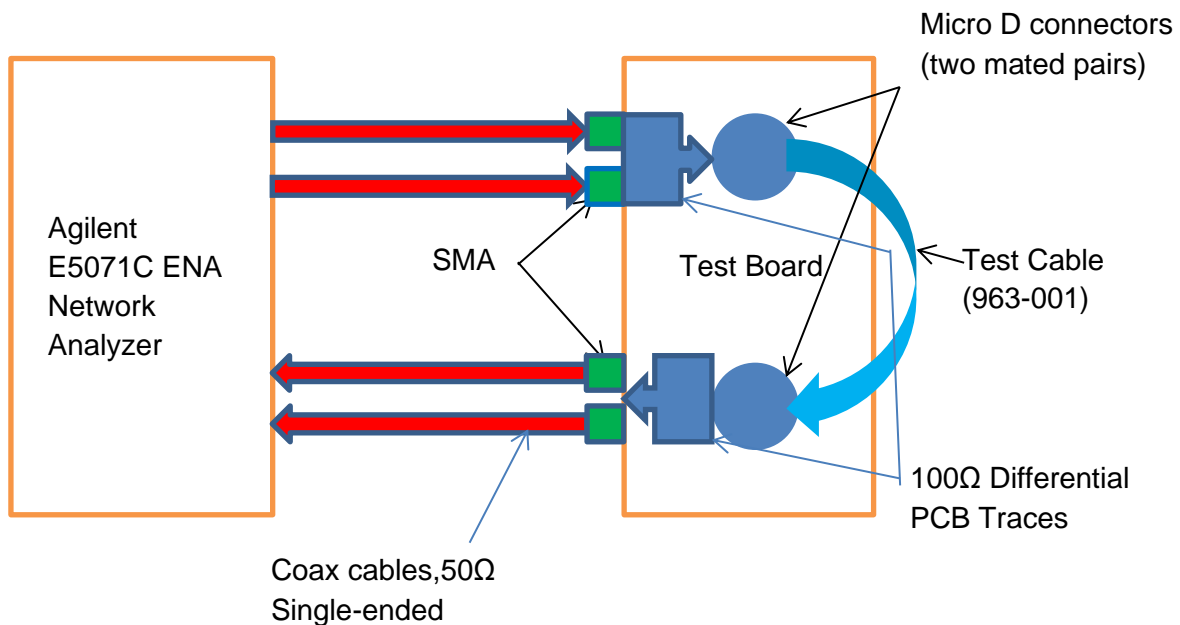 Micro D connectors
(two mated pairs)
Agilent
E5071C ENA
Network
Analyzer
SMA
Test Board
Test Cable
(963-001)
100Ω Differential
PCB Traces
Coax cables,50Ω
Single-ended